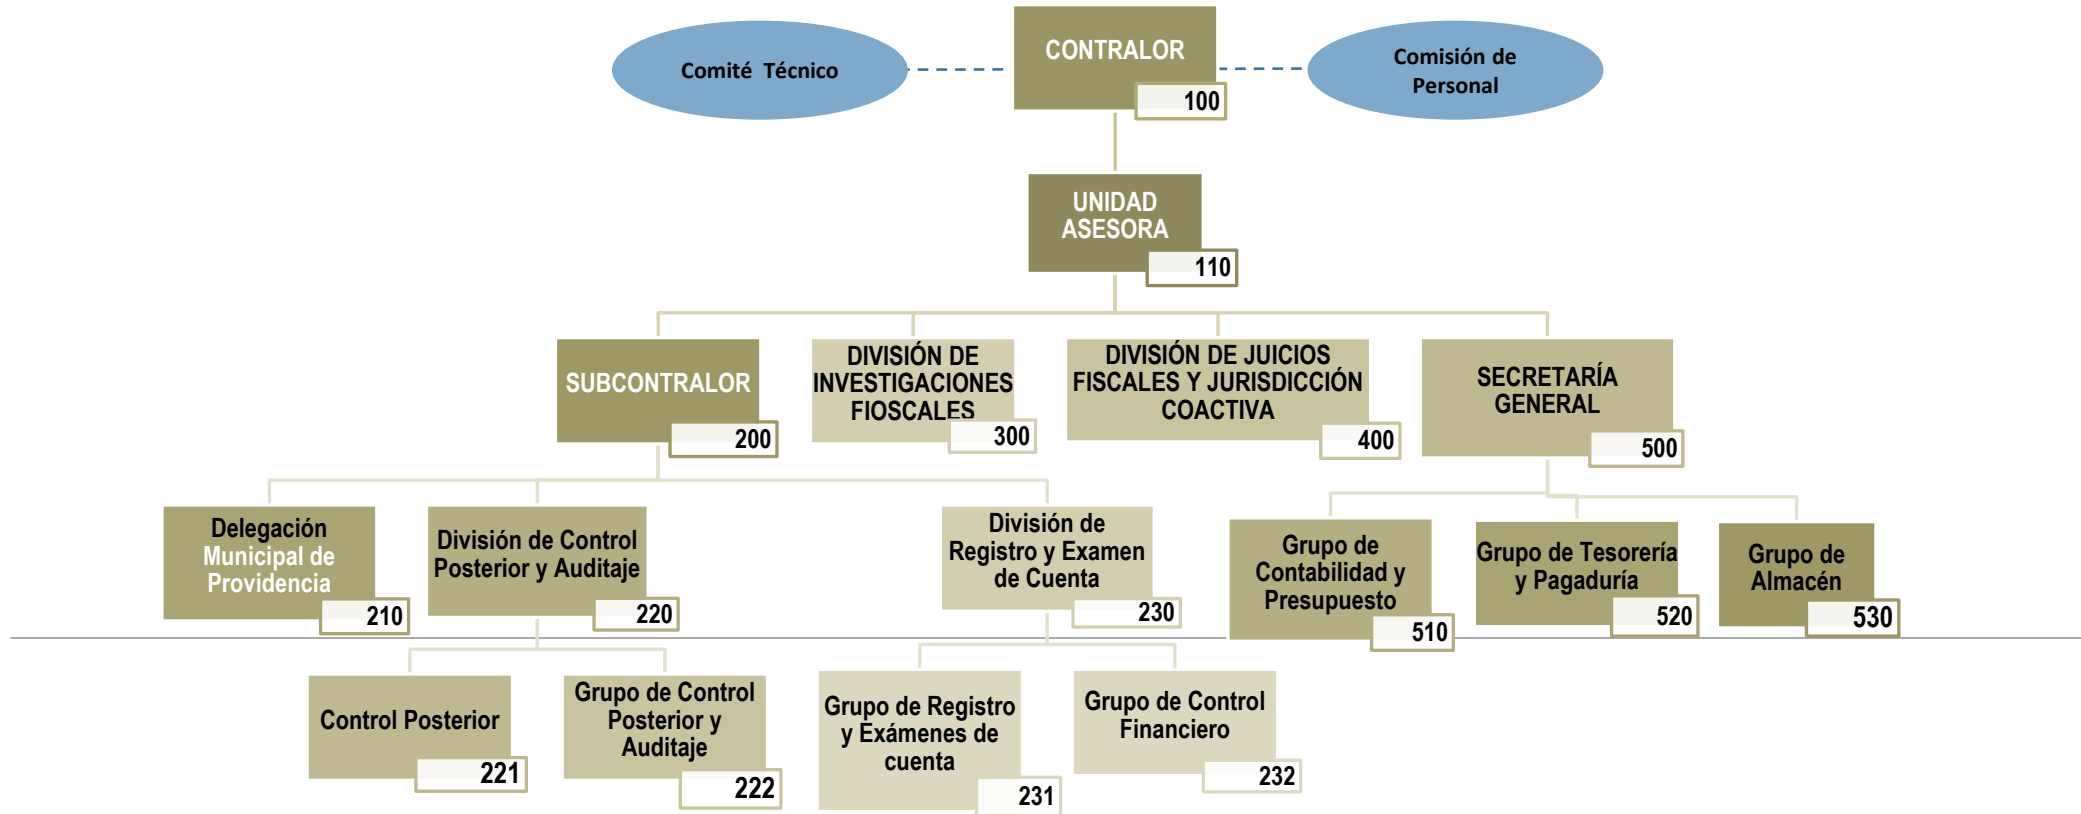 Comité Técnico
CONTRALOR
100
Comisión de
Personal
UNIDAD
ASESORA
110
SUBCONTRALOR
200
DIVISIÓN DE
INVESTIGACIONES
FIOSCALES
300
DIVISIÓN DE JUICIOS
FISCALES Y JURISDICCIÓN
COACTIVA
400
SECRETARÍA
GENERAL
500
Delegación
Municipal de
Providencia
210
División de Control
Posterior y Auditaje
220
División de
Registro y Examen
de Cuenta
230
Grupo de
Contabilidad y
Presupuesto
510
Grupo de Tesorería
y Pagaduría
520
Grupo de
Almacén
530
Control Posterior
221
Grupo de Control
Posterior y
Auditaje
222
Grupo de Registro
y Exámenes de
cuenta
231
Grupo de Control
Financiero
232